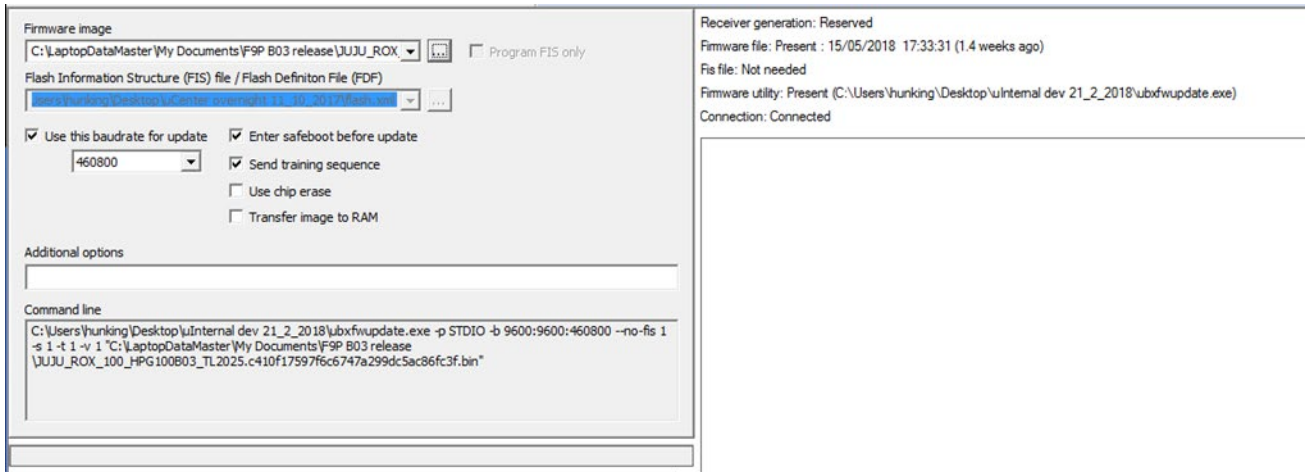 Firmware image
C:\LaptopDataMaster\My Documents\F9P B03 release\JUJU_ROX_
...
Program FIS only
Flash Information Structure (FIS) file / Flash Definiton File (FDF)
Users\hunking\Desktop\uCenter overnight 11_10_2017\flash.xml
...
Use this baudrate for update
Enter safeboot before update
460800
Send training sequence
Use chip erase
Transfer image to RAM
Additional options
Command line
C:\Users\hunking\Desktop\uInternal dev 21_2_2018\ubxfwupdate.exe -p STDIO -b 9600:9600:460800 --no-fis 1
-s 1 -t 1 -v 1 "C:\LaptopDataMaster\My Documents\F9P B03 release
\JUJU_ROX_100_HPG100B03_TL2025.c410f17597f6c6747a299dc5ac86fc3f.bin"
Receiver generation: Reserved
Firmware file: Present : 15/05/2018 17:33:31 (1.4 weeks ago)
Fis file: Not needed
Firmware utility: Present (C:\Users\hunking\Desktop\uInternal dev 21_2_2018\ubxfwupdate.exe)
Connection: Connected